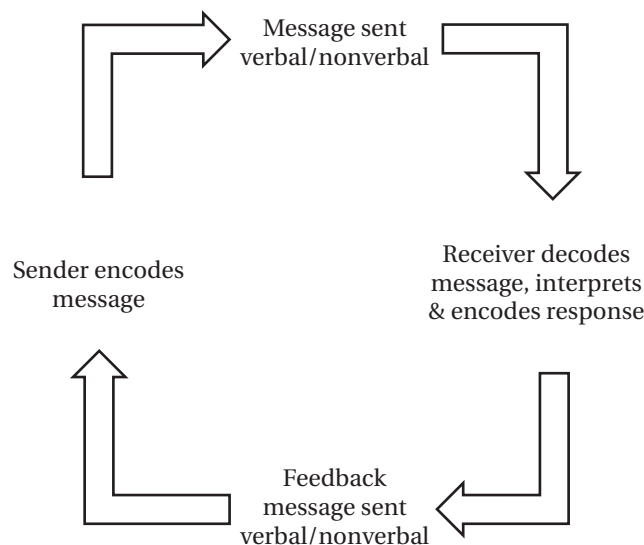 Message sent
verbal/nonverbal
Sender encodes
message
Receiver decodes
message, interprets
& encodes response
Feedback
message sent
verbal/nonverbal